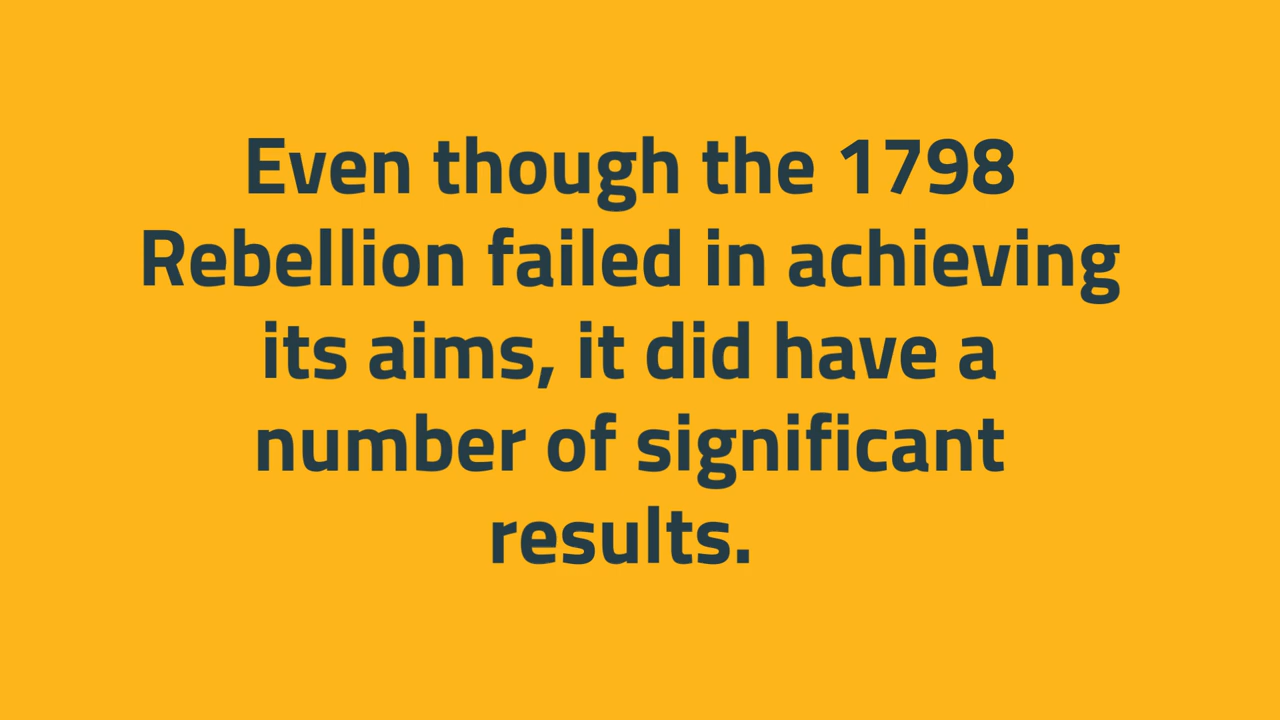 Even though the 1798
Rebellion failed in achieving
its aims, it did have a
number of significant
results.